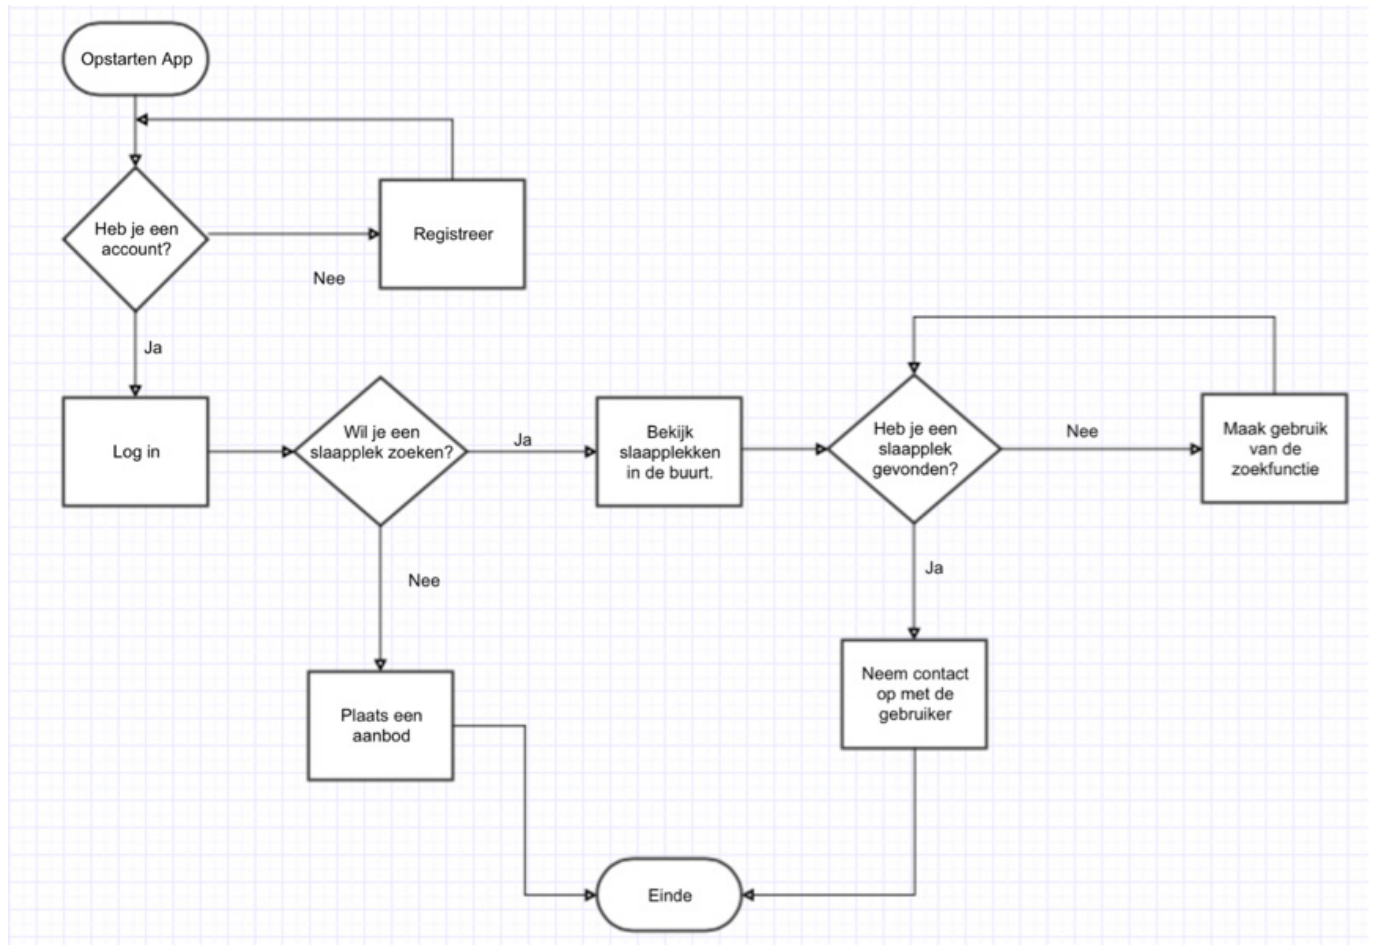 Opstarten App
Heb je een
account?
Nee
Registreer
Ja
Log in
Wil je een
slaapplek zoeken?
Ja
Bekijk
slaapplekken
in de buurt.
Heb je een
slaapplek
gevonden?
Nee
Maak gebruik
van de
zoekfunctie
Nee
Ja
Plaats een
aanbod
Neem contact
op met de
gebruiker
Einde